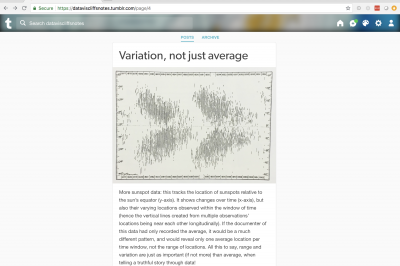 Secure https://dataviscliffsnotes.tumblr.com/page/4
t Search dataviscliffsnotes
POSTS ARCHIVE
Variation, not just average
More sunspot data: this tracks the location of sunspots relative to
the sun's equator (y-axis). It shows changes over time (x-axis), but
also their varying locations observed within the window of time
(hence the vertical lines created from multiple observations'
locations being near each other longitudinally). If the documenter of
this data had only recorded the average, it would be a much
different pattern, and would reveal only one average location per
time window, not the range of locations. All this to say, range and
variation are just as important (if not more) than average, when
telling a truthful story through data!